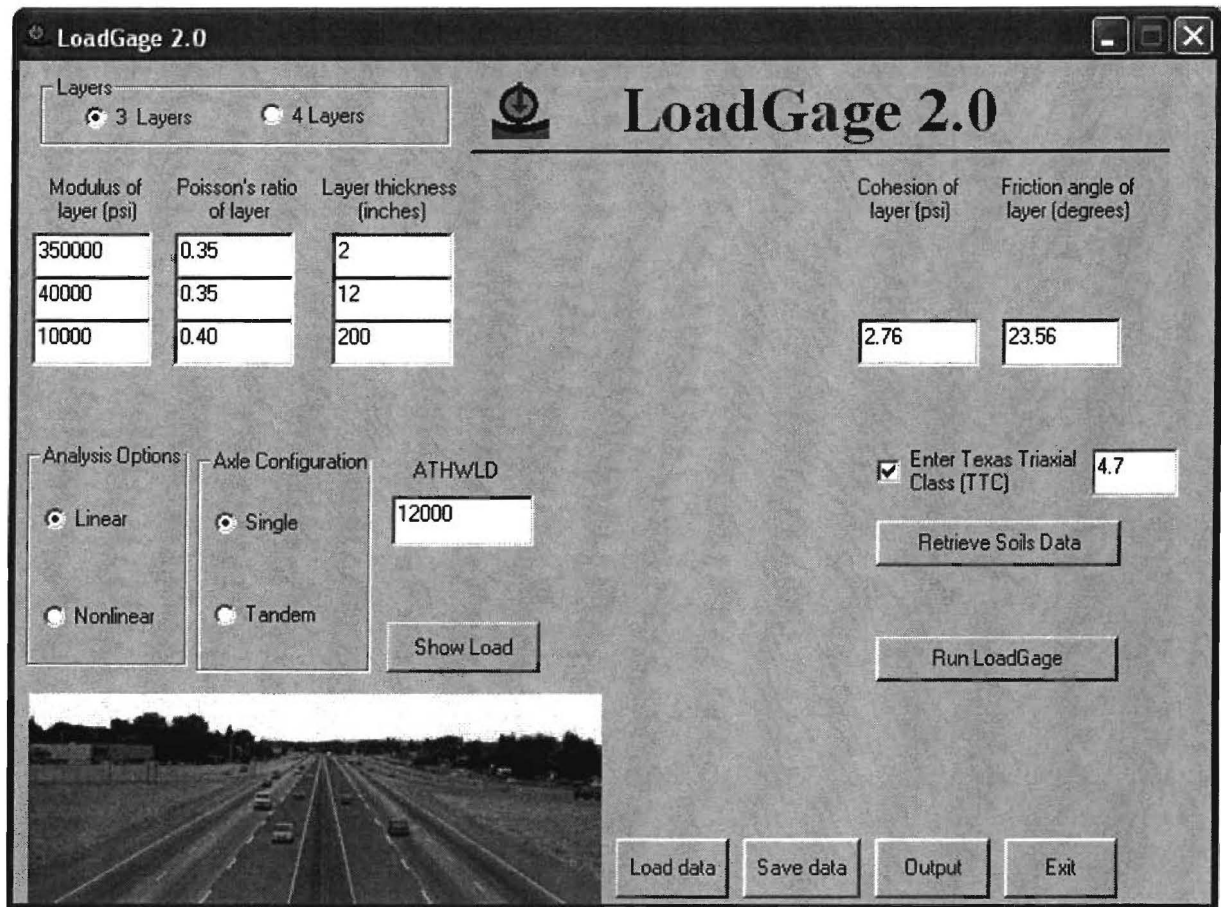 LoadGage 2.0
Layers
3 Layers
4 Layers
LoadGage 2.0
Modulus of
layer (psi)
Poisson's ratio
of layer
Layer thickness
(inches)
Cohesion of
layer (psi)
Friction angle of
layer (degrees)
350000
0.35
2
40000
0.35
12
10000
0.40
200
2.76
23.56
Analysis Options
Linear
Nonlinear
Axle Configuration
Single
Tandem
ATHWLD
12000
Show Load
Enter Texas Triaxial
Class (TTC)
4.7
Retrieve Soils Data
Run LoadGage
Load data
Save data
Output
Exit